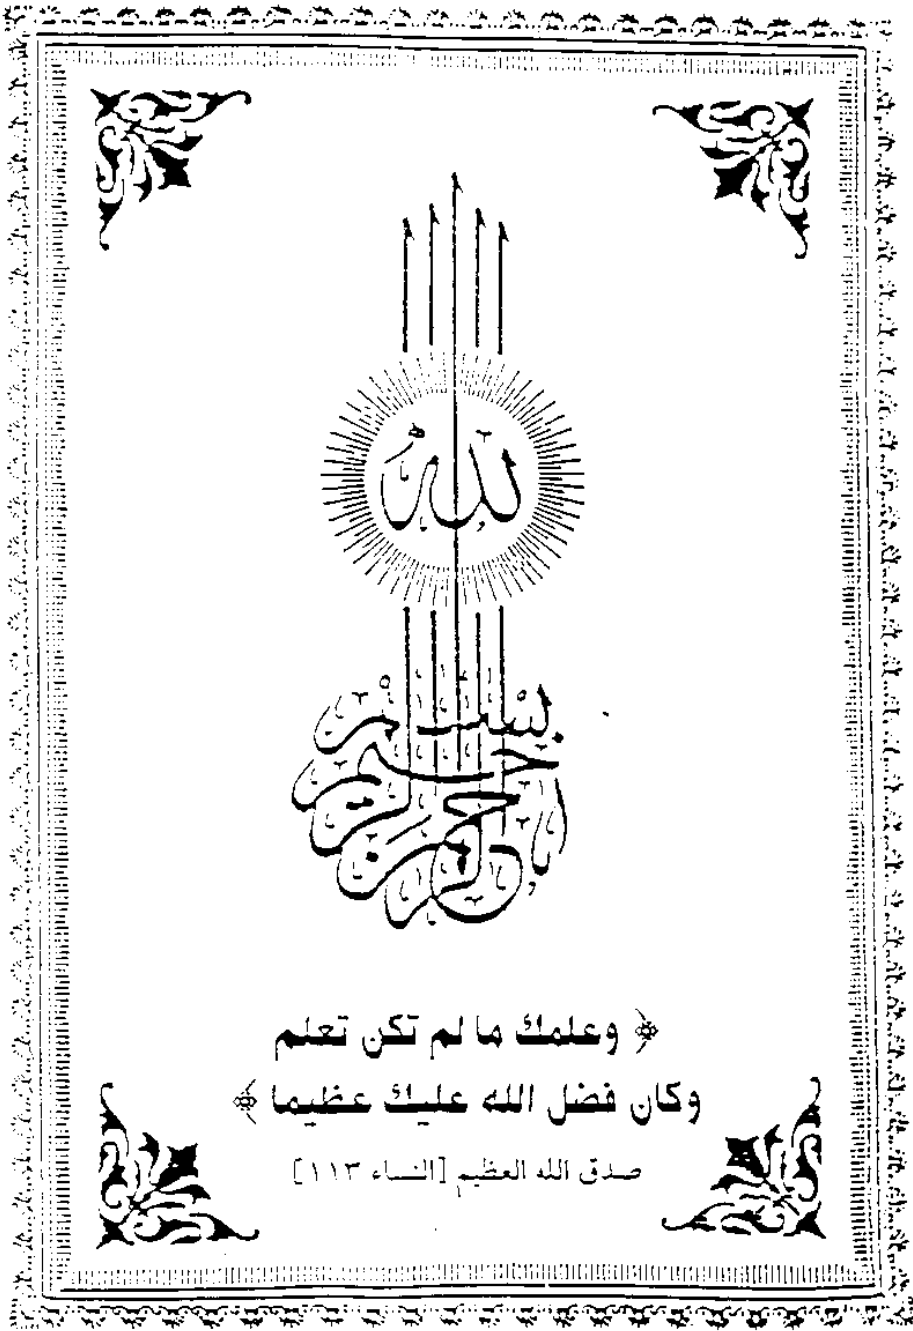 بسم الله الرحمن الرحيم
﴿ وعلمك ما لم تكن تعلم
وكان فضل الله عليك عظيما ﴾
صدق الله العظيم [النساء ١١٣]